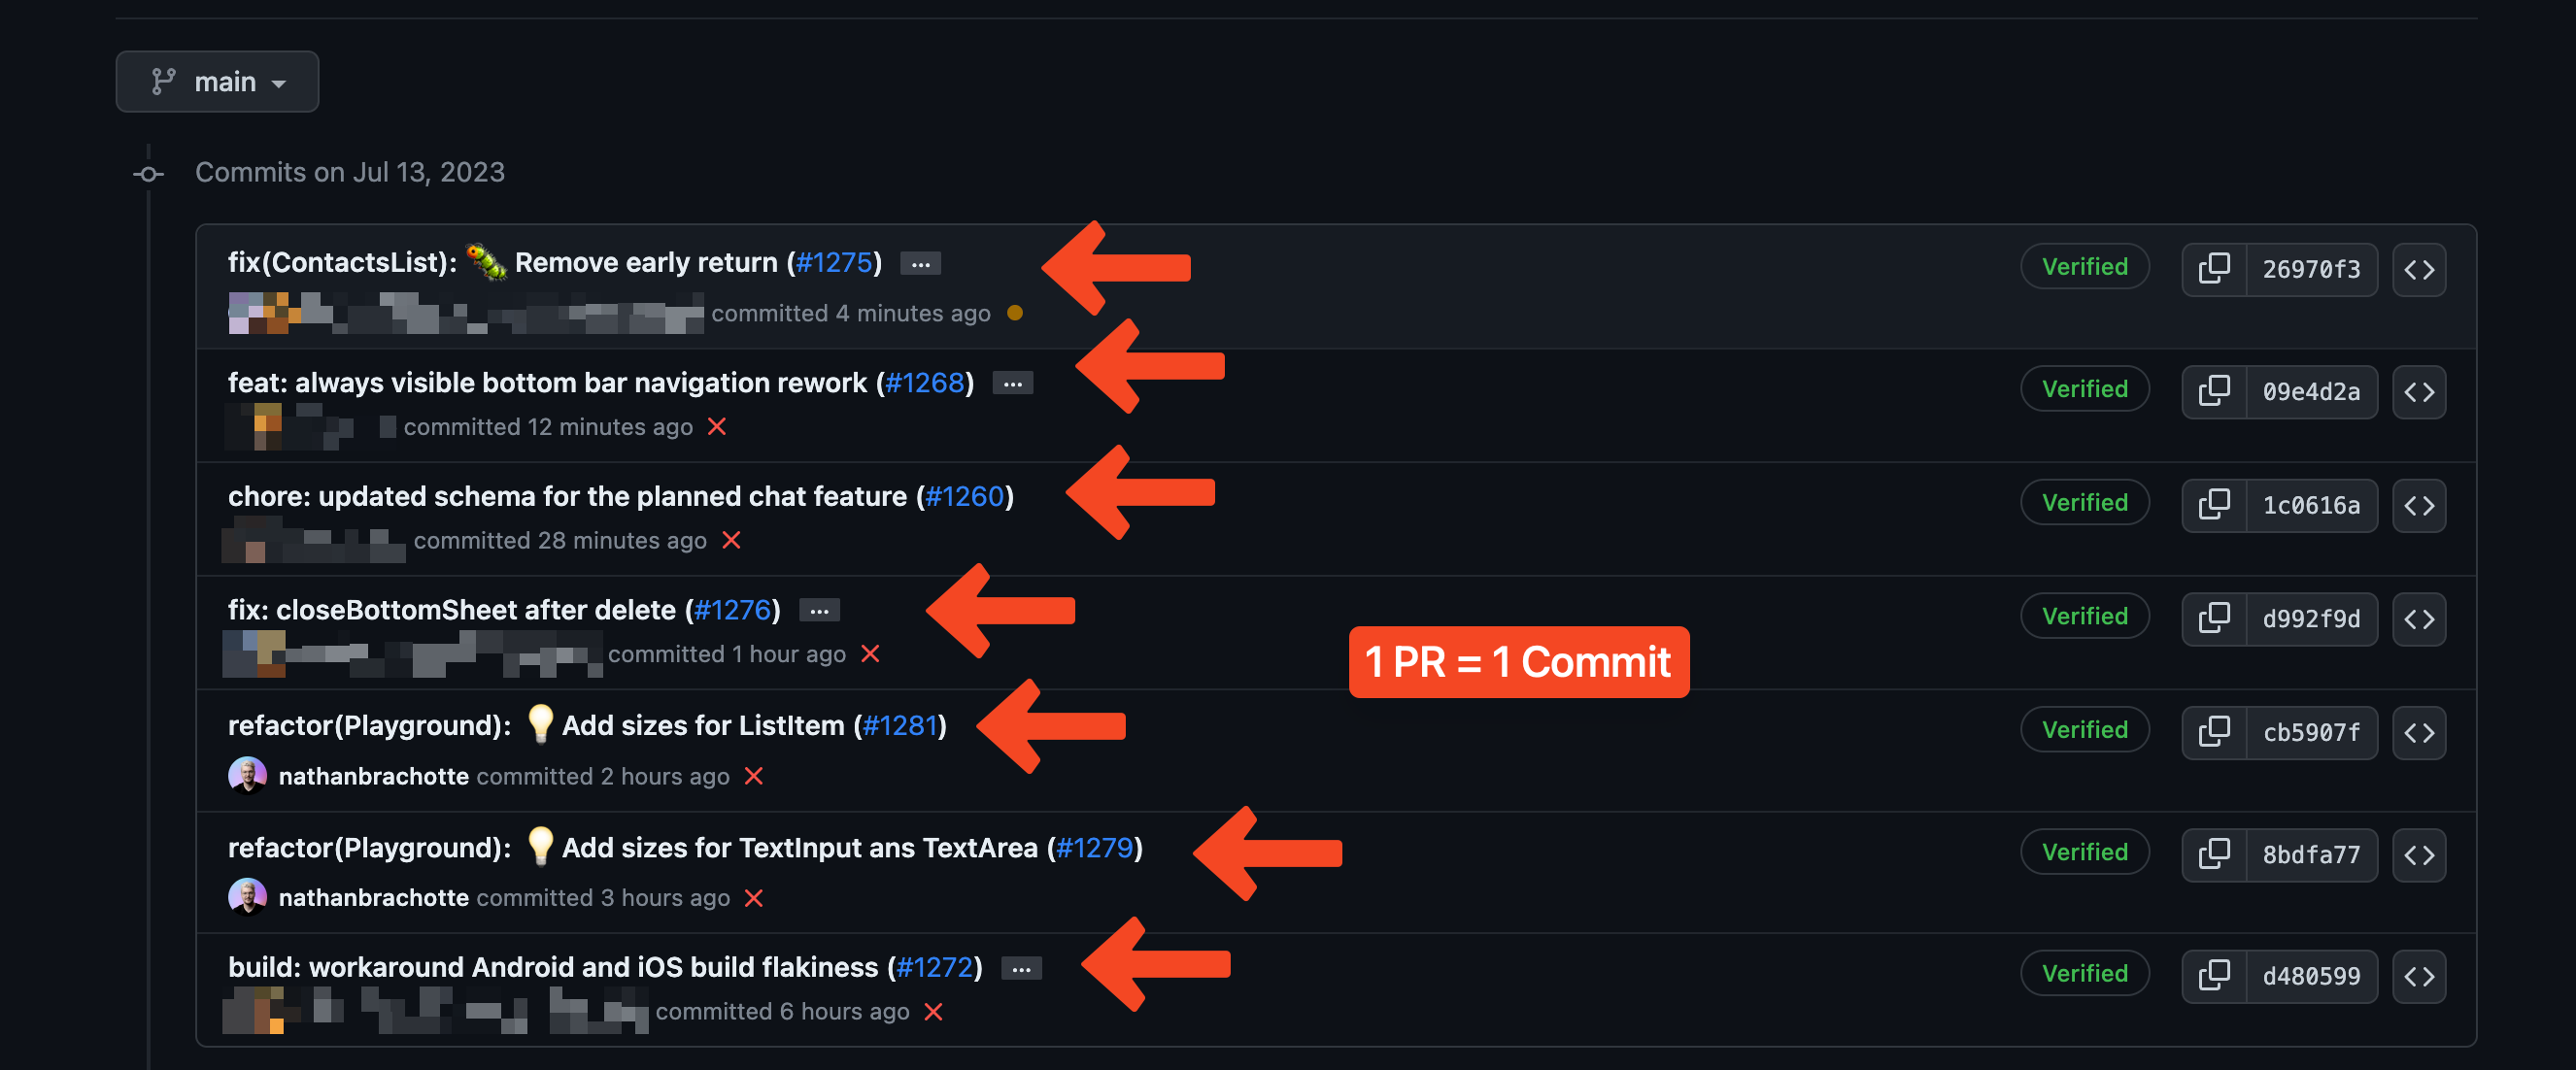 main
Commits on Jul 13, 2023
fix(ContactsList): 🐛 Remove early return (#1275) ... Verified 26970f3
committed 4 minutes ago
feat: always visible bottom bar navigation rework (#1268) ... Verified 09e4d2a
committed 12 minutes ago
chore: updated schema for the planned chat feature (#1260) Verified 1c0616a
committed 28 minutes ago
fix: closeBottomSheet after delete (#1276) ... Verified d992f9d
committed 1 hour ago
1 PR = 1 Commit
refactor(Playground): 💡 Add sizes for ListItem (#1281) Verified cb5907f
nathanbrachotte committed 2 hours ago
refactor(Playground): 💡 Add sizes for TextInput ans TextArea (#1279) Verified 8bdfa77
nathanbrachotte committed 3 hours ago
build: workaround Android and iOS build flakiness (#1272) ... Verified d480599
committed 6 hours ago